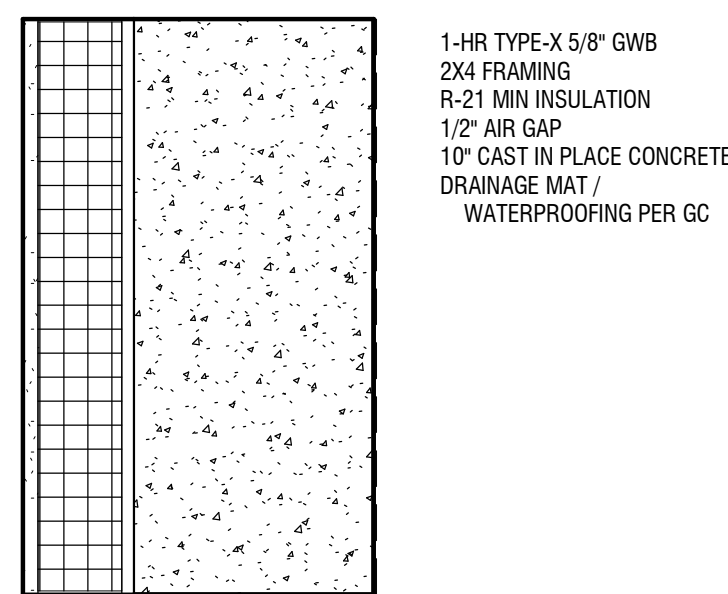 1-HR TYPE-X 5/8" GWB
2X4 FRAMING
R-21 MIN INSULATION
1/2" AIR GAP
10" CAST IN PLACE CONCRETE
DRAINAGE MAT /
WATERPROOFING PER GC